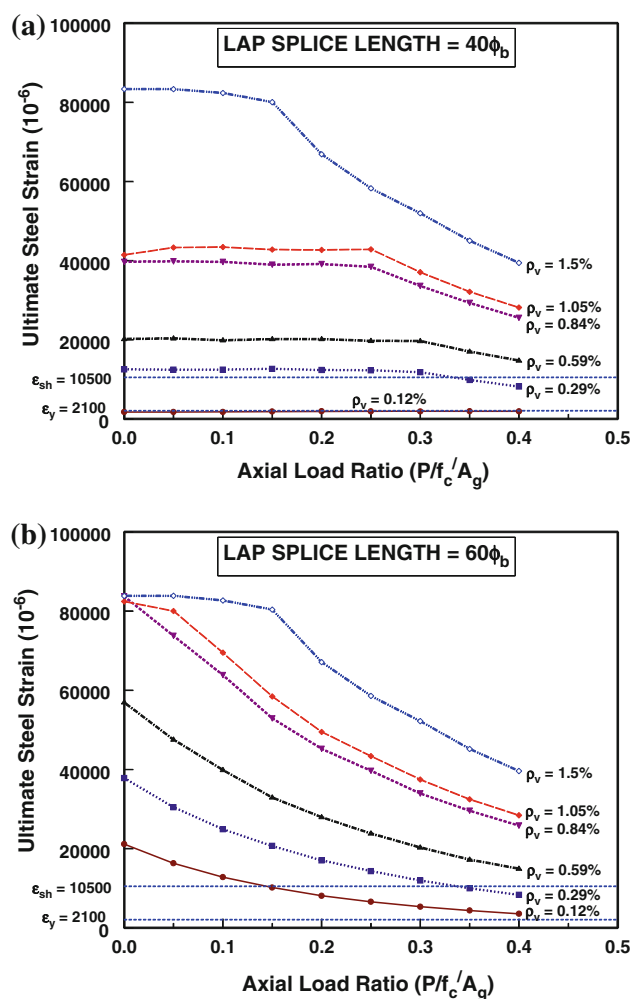 (a)
LAP SPLICE LENGTH = 40ϕb
Ultimate Steel Strain (10-6)
100000
80000
60000
40000
20000
εsh = 10500
εy = 2100
0
ρv = 1.5%
ρv = 1.05%
ρv = 0.84%
ρv = 0.59%
ρv = 0.29%
ρv = 0.12%
0.0 0.1 0.2 0.3 0.4 0.5
Axial Load Ratio (P/fc/Ag)
(b)
LAP SPLICE LENGTH = 60ϕb
Ultimate Steel Strain (10-6)
100000
80000
60000
40000
20000
εsh = 10500
εy = 2100
0
ρv = 1.5%
ρv = 1.05%
ρv = 0.84%
ρv = 0.59%
ρv = 0.29%
ρv = 0.12%
0.0 0.1 0.2 0.3 0.4 0.5
Axial Load Ratio (P/fc/Ag)